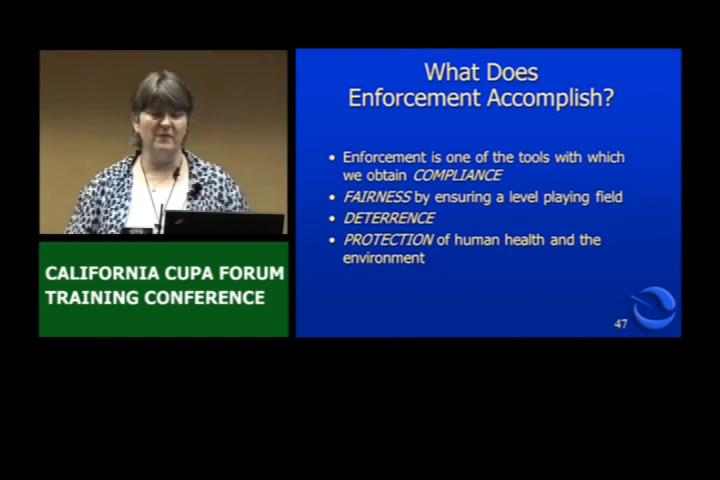 What Does
Enforcement Accomplish?
• Enforcement is one of the tools with which
we obtain COMPLIANCE
• FAIRNESS by ensuring a level playing field
• DETERRENCE
• PROTECTION of human health and the
environment
47
CALIFORNIA CUPA FORUM
TRAINING CONFERENCE